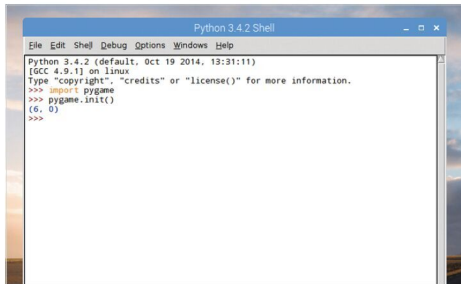 Python 3.4.2 Shell
File Edit Shell Debug Options Windows Help
Python 3.4.2 (default, Oct 19 2014, 13:31:11)
[GCC 4.9.1] on linux
Type "copyright", "credits" or "license()" for more information.
>>> import pygame
>>> pygame.init()
(6, 0)
>>>